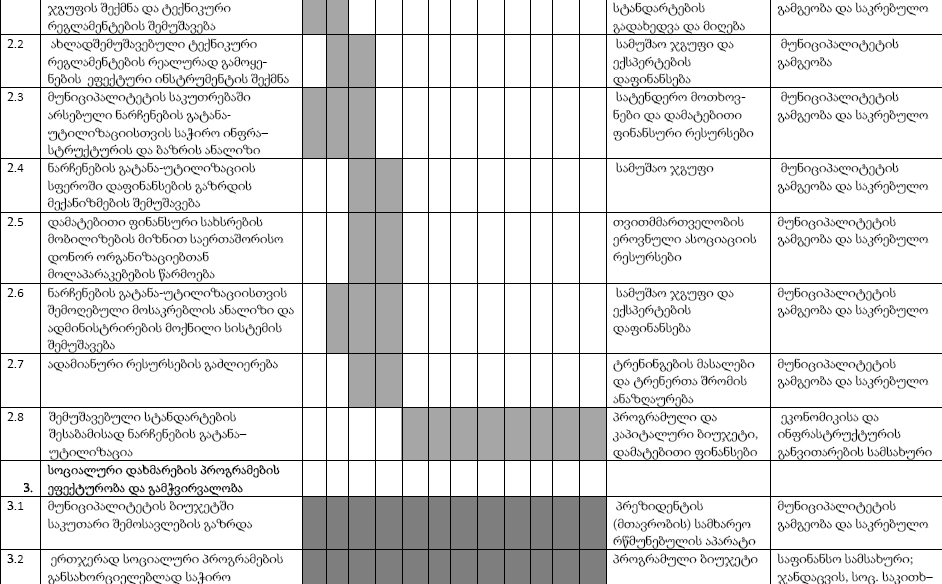 ჯგუფის შექმნა და ტექნიკური
რეგლამენტების შემუშავება
სტანდარტების
გადახედვა და მიღება
გამგეობა და საკრებულო
2.2
ახლადშემუშავებული ტექნიკური
რეგლამენტების რეალურად გამოყე-
ნების ეფექტური ინსტრუმენტის შექმნა
სამუშაო ჯგუფი და
ექსპერტების
დაფინანსება
მუნიციპალიტეტის
გამგეობა
2.3
მუნიციპალიტეტის საკუთრებაში
არსებული ნარჩენების გატანა-
უტილიზაციისთვის საჭირო ინფრა–
სტრუქტურის და ბაზრის ანალიზი
სატენდერო მოთხოვ-
ნები და დამატებითი
ფინანსური რესურსები
მუნიციპალიტეტის
გამგეობა და საკრებულო
2.4
ნარჩენების გატანა-უტილიზაციის
სფეროში დაფინანსების გაზრდის
მექანიზმების შემუშავება
სამუშაო ჯგუფი
მუნიციპალიტეტის
გამგეობა და საკრებულო
2.5
დამატებითი ფინანსური სახსრების
მობილიზების მიზნით საერთაშორისო
დონორ ორგანიზაციებთან
მოლაპარაკებების წარმოება
თვითმმართველობის
ეროვნული ასოციაციის
რესურსები
მუნიციპალიტეტის
გამგეობა და საკრებულო
2.6
ნარჩენების გატანა-უტილიზაციისთვის
შემოღებული მოსაკრებლის ანალიზი და
ადმინისტრირების მოქნილი სისტემის
შემუშავება
სამუშაო ჯგუფი და
ექსპერტების
დაფინანსება
მუნიციპალიტეტის
გამგეობა და საკრებულო
2.7
ადამიანური რესურსების გაძლიერება
ტრენინგების მასალები
და ტრენერთა შრომის
ანაზღაურება
მუნიციპალიტეტის
გამგეობა და საკრებულო
2.8
შემუშავებული სტანდარტების
შესაბამისად ნარჩენების გატანა–
უტილიზაცია
პროგრამული და
კაპიტალური ბიუჯეტი,
დამატებითი ფინანსები
ეკონომიკისა და
ინფრასტრუქტურის
განვითარების სამსახური
3.
სოციალური დახმარების პროგრამების
ეფექტურობა და გამჭვირვალობა
3.1
მუნიციპალიტეტის ბიუჯეტში
საკუთარი შემოსავლების გაზრდა
პრეზიდენტის
(მთავრობის) სამხარეო
რწმუნებულის აპარატი
მუნიციპალიტეტის
გამგეობა და საკრებულო
3.2
ერთჯერად სოციალური პროგრამების
განსახორციელებლად საჭირო
პროგრამული ბიუჯეტი
საფინანსო სამსახური;
ჯანდაცვის, სოც. საკითხ–